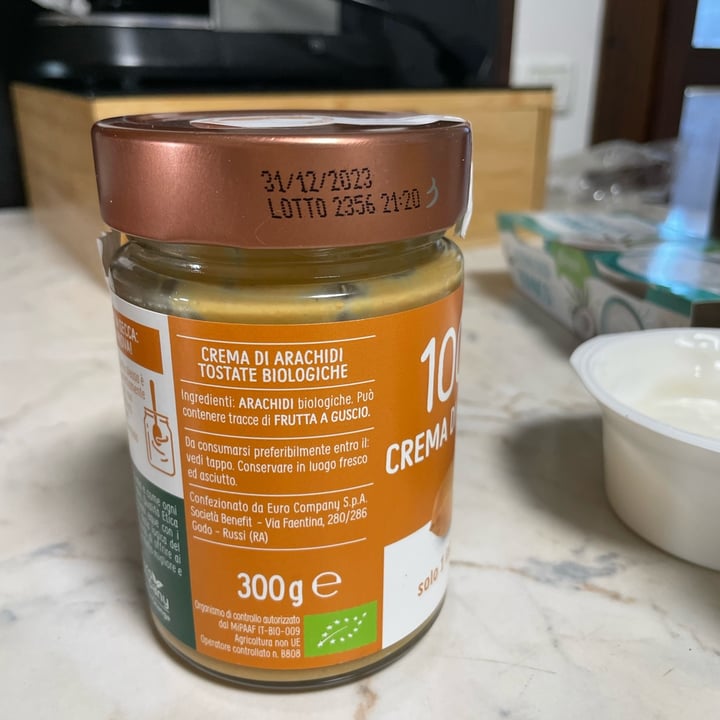 31/12/2023
LOTTO 2356 21:20
CREMA DI ARACHIDI
TOSTATE BIOLOGICHE
Ingredienti: ARACHIDI biologiche. Può
contenere tracce di FRUTTA A GUSCIO.
Da consumarsi preferibilmente entro il:
vedi tappo. Conservare in luogo fresco
ed asciutto.
Confezionato da Euro Company S.p.A.
Società Benefit - Via Faentina, 280/286
Godo - Russi (RA)
300 g e
Organismo di controllo autorizzato
dal MiPAAF IT-BIO-009
Agricoltura non UE
Operatore controllato n. B808
100
CREMA
solo